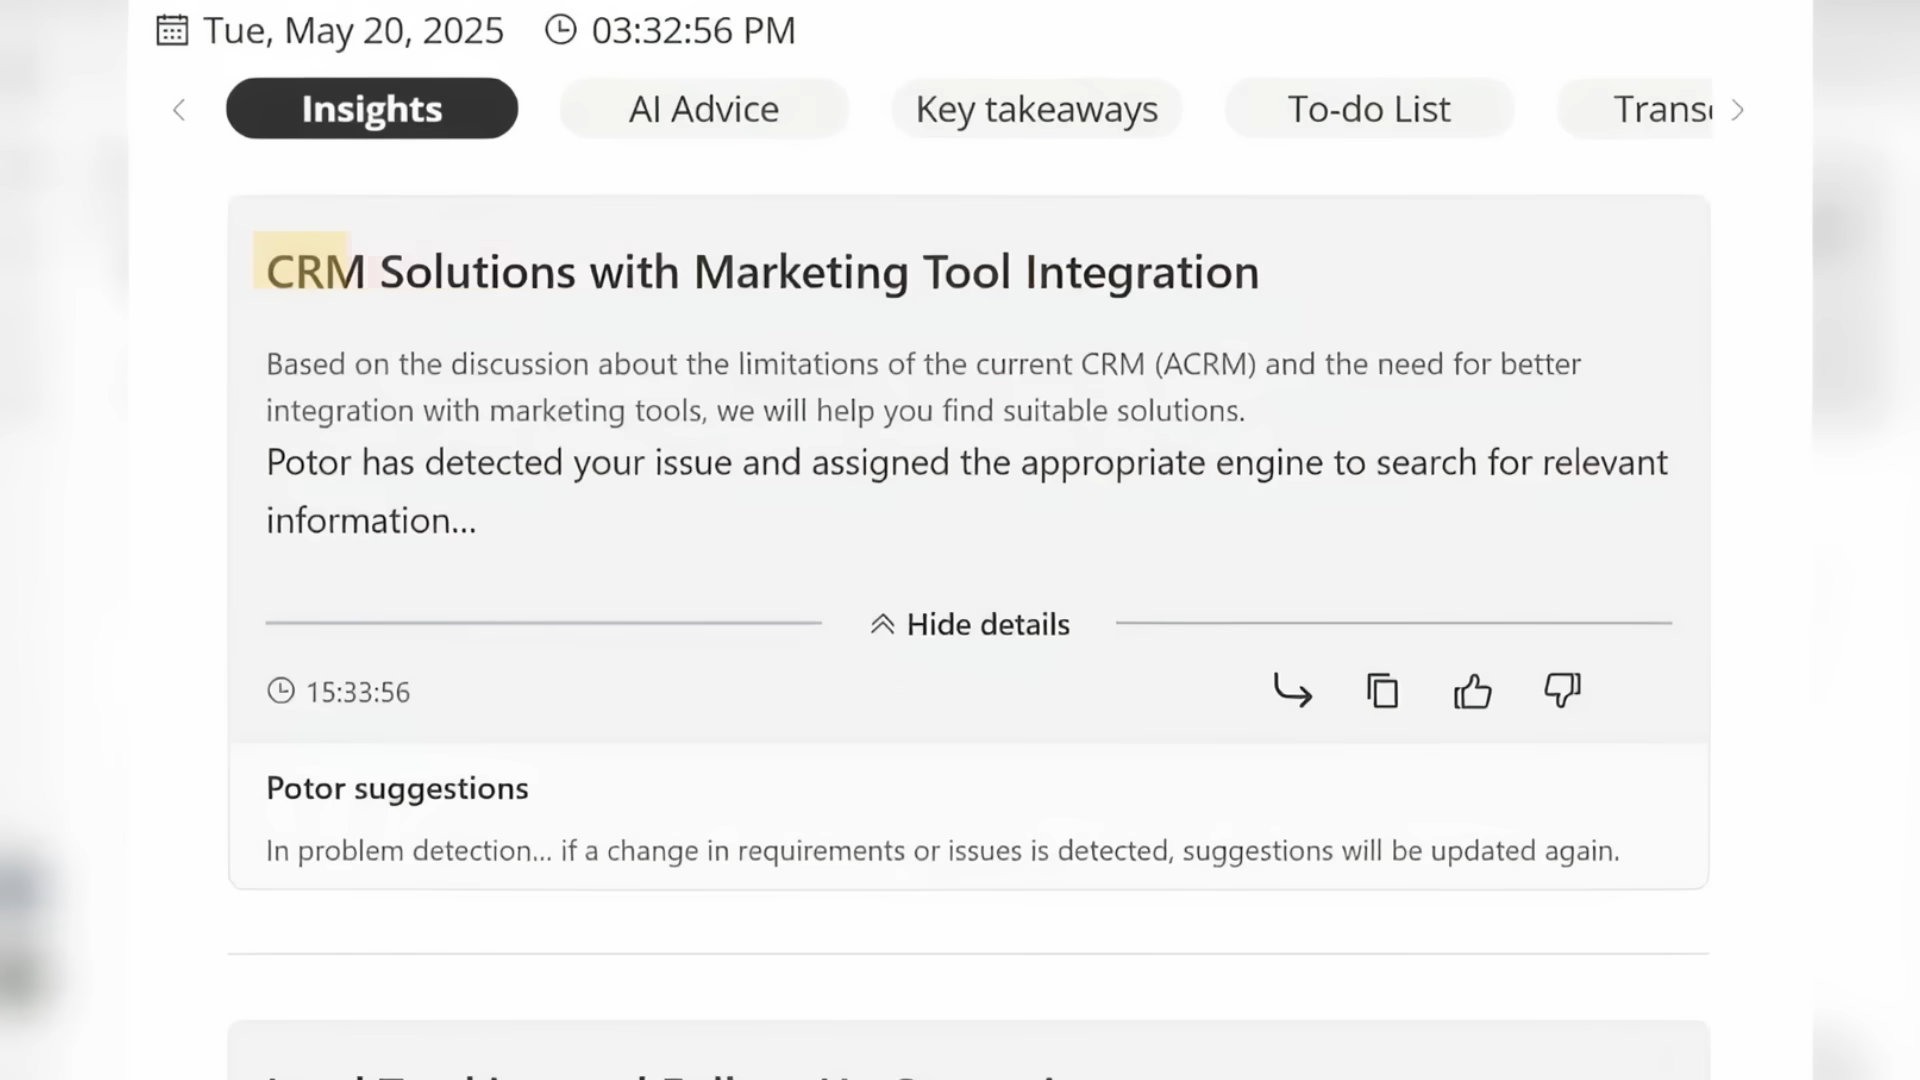 Tue, May 20, 2025 03:32:56 PM
Insights AI Advice Key takeaways To-do List Trans
CRM Solutions with Marketing Tool Integration
Based on the discussion about the limitations of the current CRM (ACRM) and the need for better
integration with marketing tools, we will help you find suitable solutions.
Potor has detected your issue and assigned the appropriate engine to search for relevant
information...
Hide details
15:33:56
Potor suggestions
In problem detection... if a change in requirements or issues is detected, suggestions will be updated again.